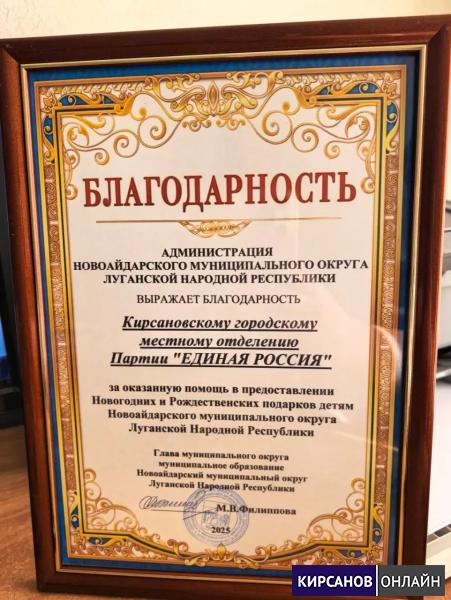 БЛАГОДАРНОСТЬ
АДМИНИСТРАЦИЯ
НОВОАЙДАРСКОГО МУНИЦИПАЛЬНОГО ОКРУГА
ЛУГАНСКОЙ НАРОДНОЙ РЕСПУБЛИКИ
ВЫРАЖАЕТ БЛАГОДАРНОСТЬ
Кирсановскому городскому
местному отделению
Партии "ЕДИНАЯ РОССИЯ"
за оказанную помощь в предоставлении
Новогодних и Рождественских подарков детям
Новоайдарского муниципального округа
Луганской Народной Республики
Глава муниципального округа
муниципальное образование
Новоайдарский муниципальный округ
Луганской Народной Республики
М.В.Филиппова
2025
КИРСАНОВ ОНЛАЙН